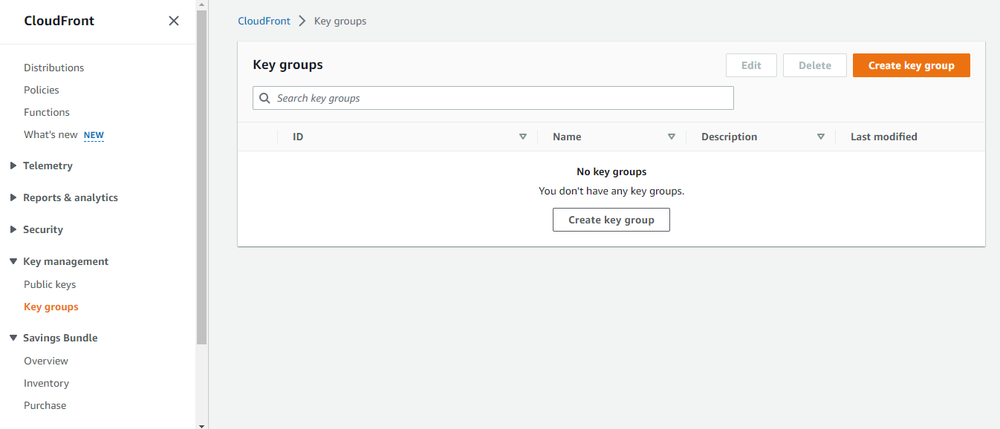 CloudFront
Distributions
Policies
Functions
What's new NEW
Telemetry
Reports & analytics
Security
Key management
Public keys
Key groups
Savings Bundle
Overview
Inventory
Purchase
CloudFront Key groups
Key groups Edit Delete Create key group
Search key groups
ID Name Description Last modified
No key groups
You don't have any key groups.
Create key group